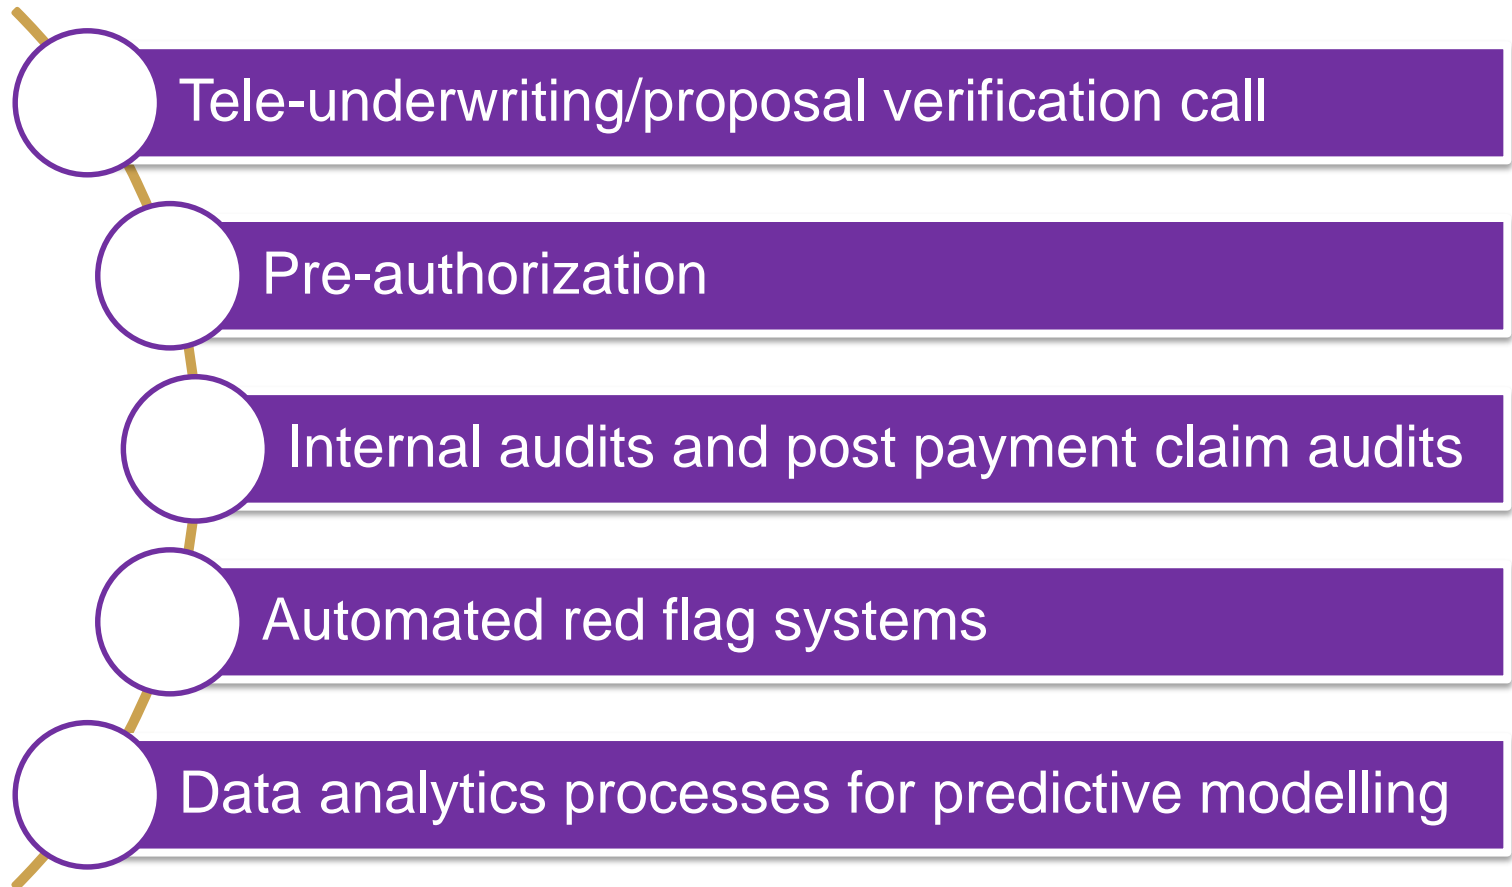 Tele-underwriting/proposal verification call
Pre-authorization
Internal audits and post payment claim audits
Automated red flag systems
Data analytics processes for predictive modelling